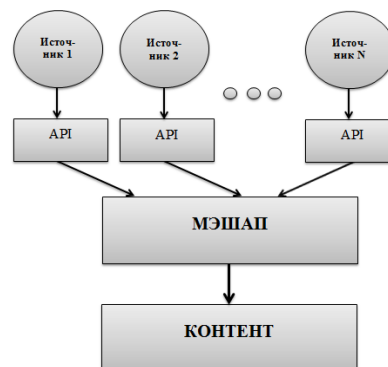 Источ-
ник 1
Источ-
ник 2
Источ-
ник N
API
API
API
МЭШАП
КОНТЕНТ